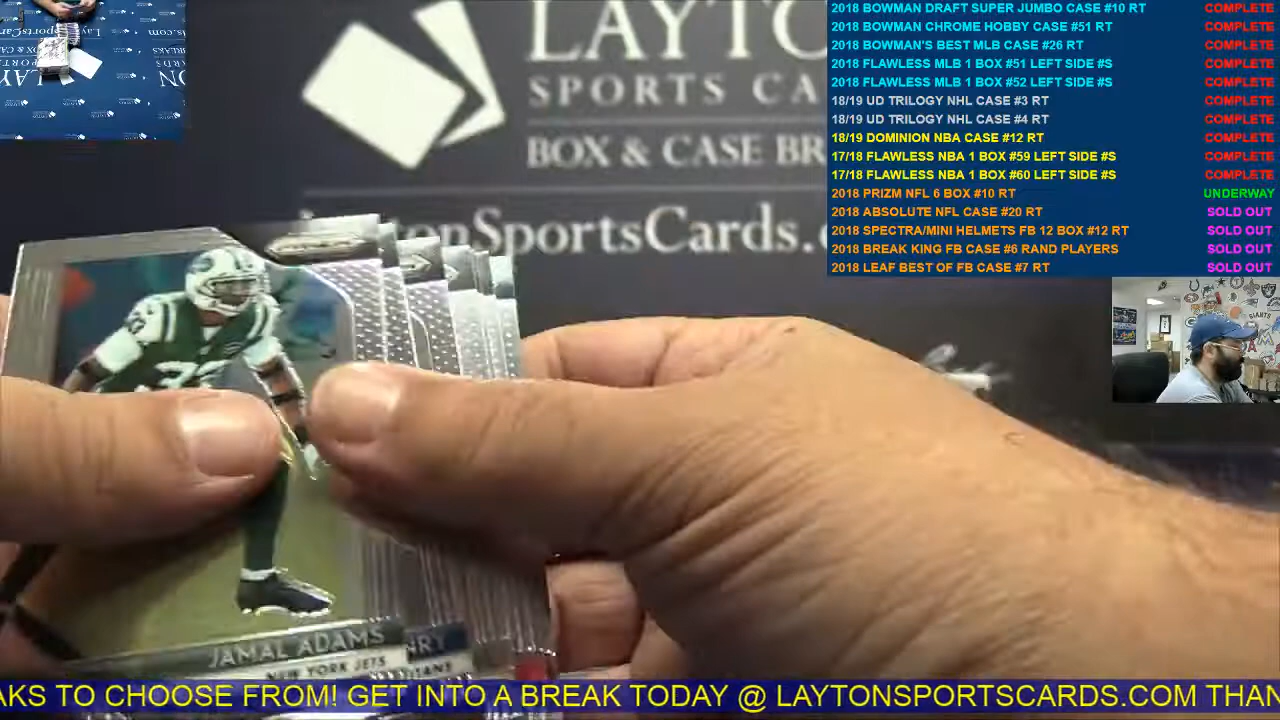 2018 BOWMAN DRAFT SUPER JUMBO CASE #10 RT COMPLETE
2018 BOWMAN CHROME HOBBY CASE #51 RT COMPLETE
2018 BOWMAN'S BEST MLB CASE #26 RT COMPLETE
2018 FLAWLESS MLB 1 BOX #51 LEFT SIDE #S COMPLETE
2018 FLAWLESS MLB 1 BOX #52 LEFT SIDE #S COMPLETE
18/19 UD TRILOGY NHL CASE #3 RT COMPLETE
18/19 UD TRILOGY NHL CASE #4 RT COMPLETE
18/19 DOMINION NBA CASE #12 RT COMPLETE
17/18 FLAWLESS NBA 1 BOX #59 LEFT SIDE #S COMPLETE
17/18 FLAWLESS NBA 1 BOX #60 LEFT SIDE #S COMPLETE
2018 PRIZM NFL 6 BOX #10 RT UNDERWAY
2018 ABSOLUTE NFL CASE #20 RT SOLD OUT
2018 SPECTRA/MINI HELMETS FB 12 BOX #12 RT SOLD OUT
2018 BREAK KING FB CASE #6 RAND PLAYERS SOLD OUT
2018 LEAF BEST OF FB CASE #7 RT SOLD OUT
LAYTO
SPORTS CA
BOX & CASE BR
ytonSportsCards.c
JAMAL ADAMS
NEW YORK JETS
NRY
TITANS
AKS TO CHOOSE FROM! GET INTO A BREAK TODAY @ LAYTONSPORTSCARDS.COM THAN